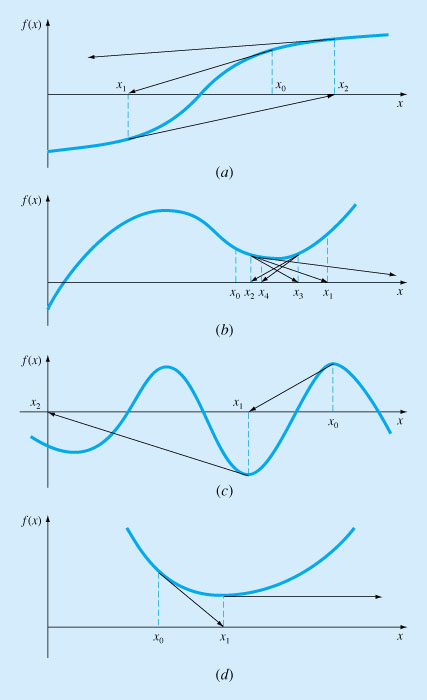 f(x)
x₁ x₀ x₂ x
(a)
f(x)
x₀ x₂ x₄ x₃ x₁ x
(b)
f(x)
x₂ x₁
x₀ x
(c)
f(x)
x₀ x₁ x
(d)